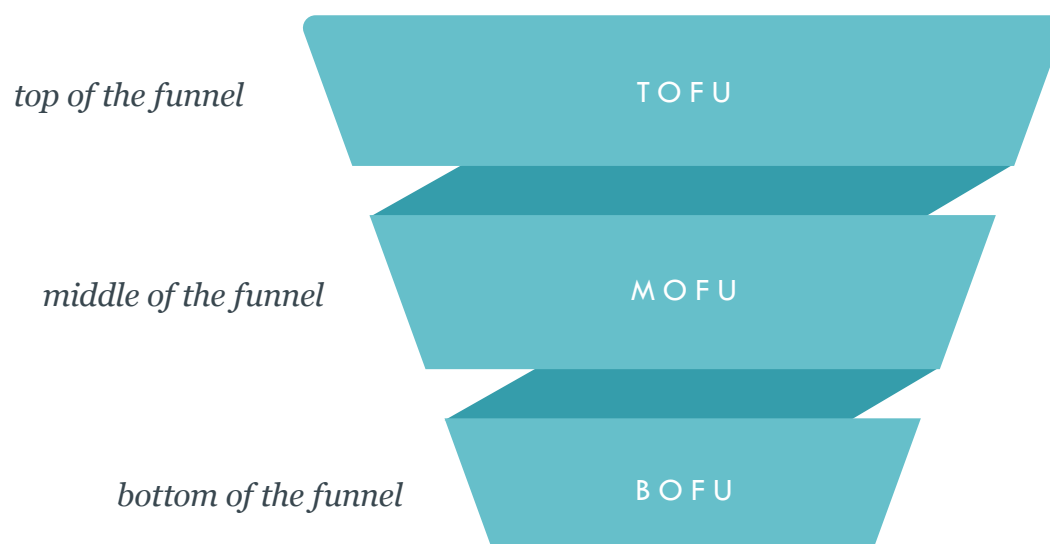 top of the funnel
TOFU
middle of the funnel
MOFU
bottom of the funnel
BOFU